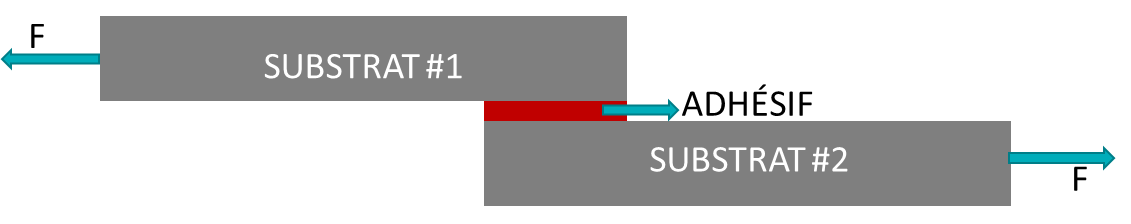 F
SUBSTRAT #1
ADHÉSIF
SUBSTRAT #2
F